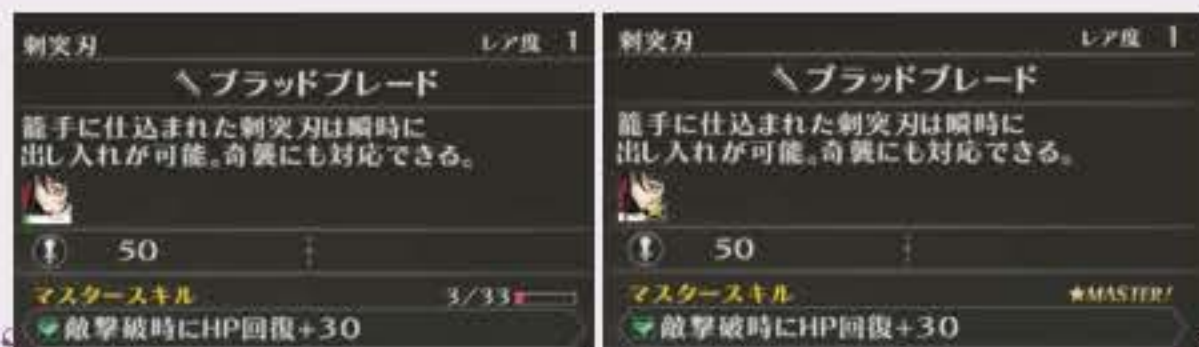 刺突刃 レア度 1
ブラッドブレード
籠手に仕込まれた刺突刃は瞬時に
出し入れが可能。奇襲にも対応できる。
50
マスタースキル 3/33
敵撃破時にHP回復+30
刺突刃 レア度 1
ブラッドブレード
籠手に仕込まれた刺突刃は瞬時に
出し入れが可能。奇襲にも対応できる。
50
マスタースキル ★MASTER!
敵撃破時にHP回復+30